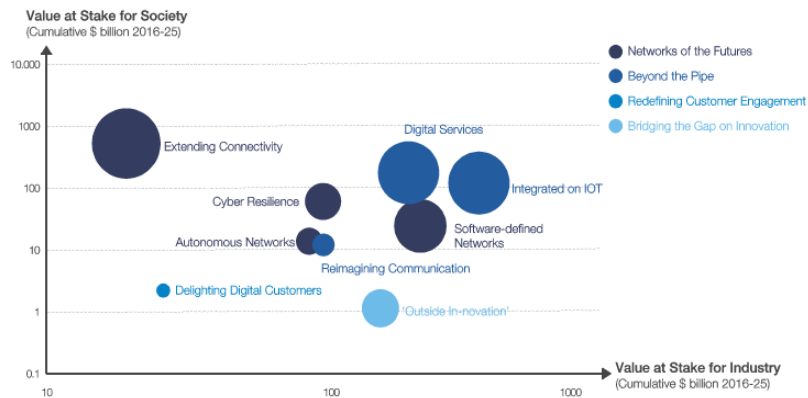 Value at Stake for Society
(Cumulative $ billion 2016-25)
10.000
1000
100
10
1
0.1
10
100
1000
Extending Connectivity
Digital Services
Integrated on IOT
Cyber Resilience
Software-defined
Networks
Autonomous Networks
Reimagining Communication
Delighting Digital Customers
'Outside In-novation'
Networks of the Futures
Beyond the Pipe
Redefining Customer Engagement
Bridging the Gap on Innovation
Value at Stake for Industry
(Cumulative $ billion 2016-25)